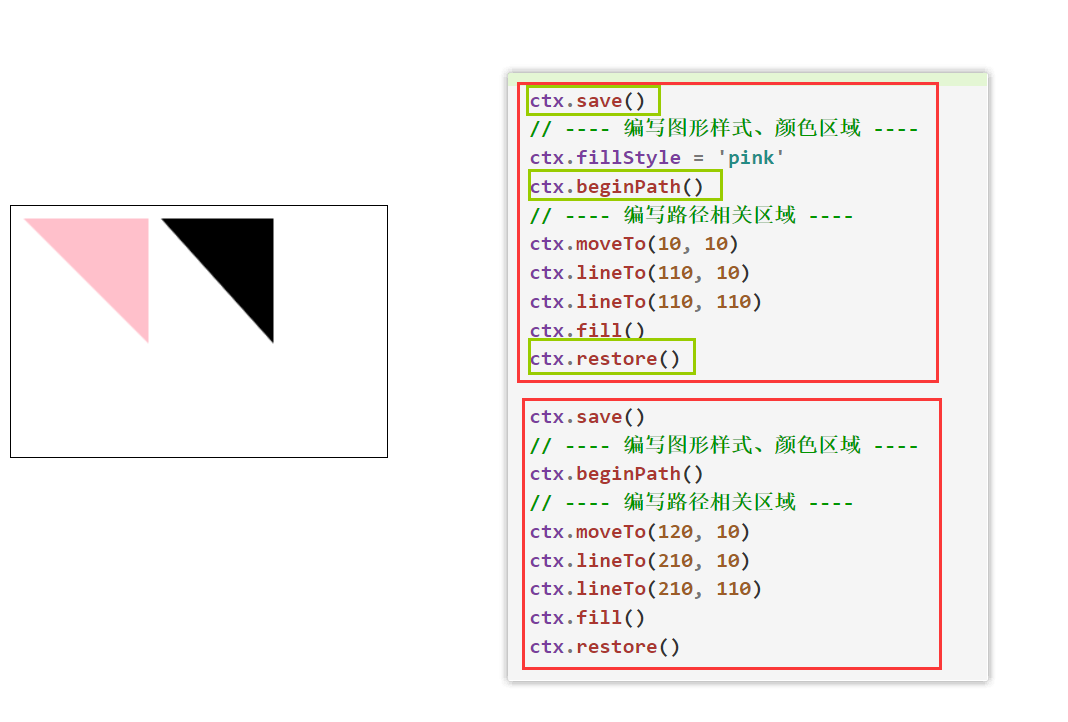 ctx.save()
// ---- 编写图形样式、颜色区域 ----
ctx.fillStyle = 'pink'
ctx.beginPath()
// ---- 编写路径相关区域 ----
ctx.moveTo(10, 10)
ctx.lineTo(110, 10)
ctx.lineTo(110, 110)
ctx.fill()
ctx.restore()
ctx.save()
// ---- 编写图形样式、颜色区域 ----
ctx.beginPath()
// ---- 编写路径相关区域 ----
ctx.moveTo(120, 10)
ctx.lineTo(210, 10)
ctx.lineTo(210, 110)
ctx.fill()
ctx.restore()